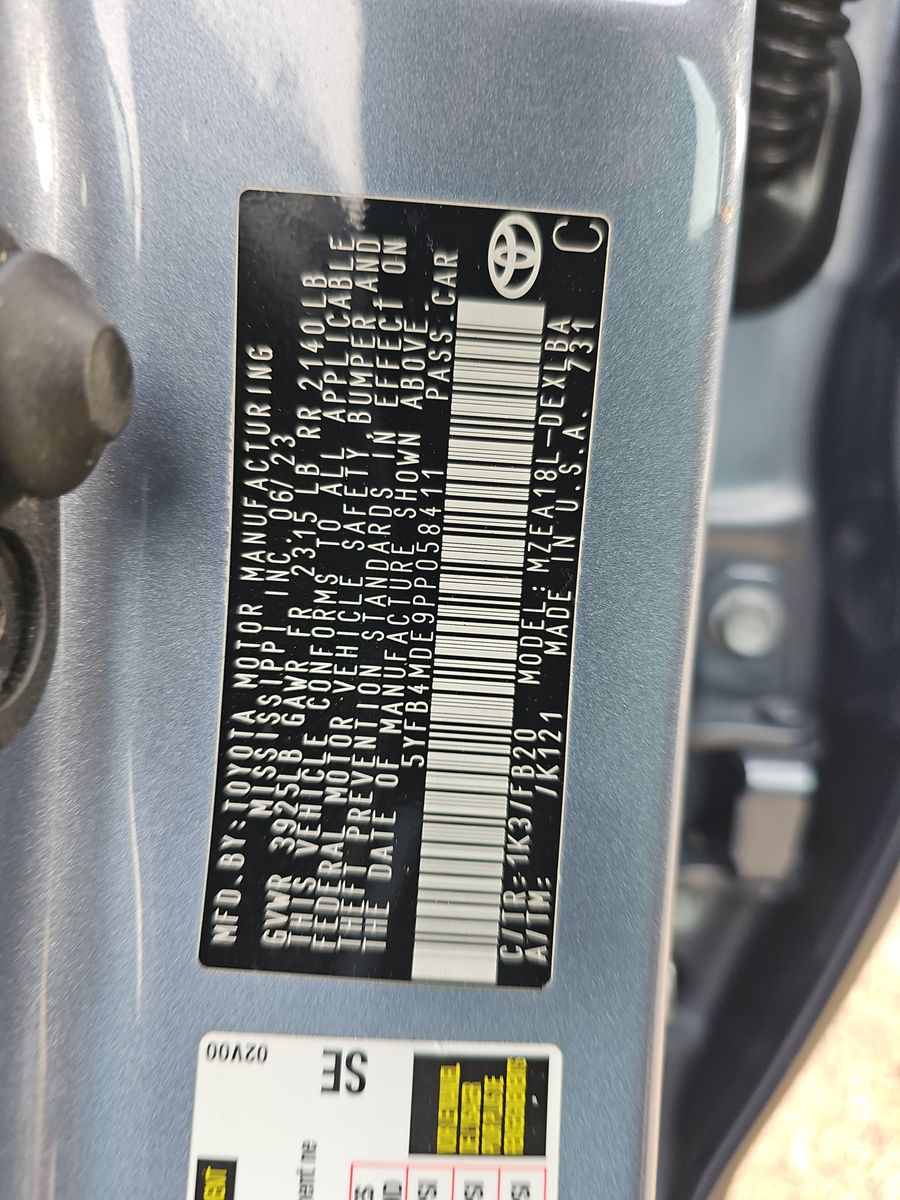 MFD.BY:TOYOTA MOTOR MANUFACTURING
MISSISSIPPI INC. 06/23
GVWR 3925LB GAWR FR 2315 LB RR 2140LB
THIS VEHICLE CONFORMS TO ALL APPLICABLE
FEDERAL MOTOR VEHICLE SAFETY, BUMPER AND
THEFT PREVENTION STANDARDS IN EFFECT ON
THE DATE OF MANUFACTURE SHOWN ABOVE.
5YFB4MDE9PP058411 PASS.CAR
C/TR: 1K3/FB20 MODEL: MZEA18L-DEXLBA
A/TM: /K121 MADE IN U.S.A. 731
C
02V00
SE